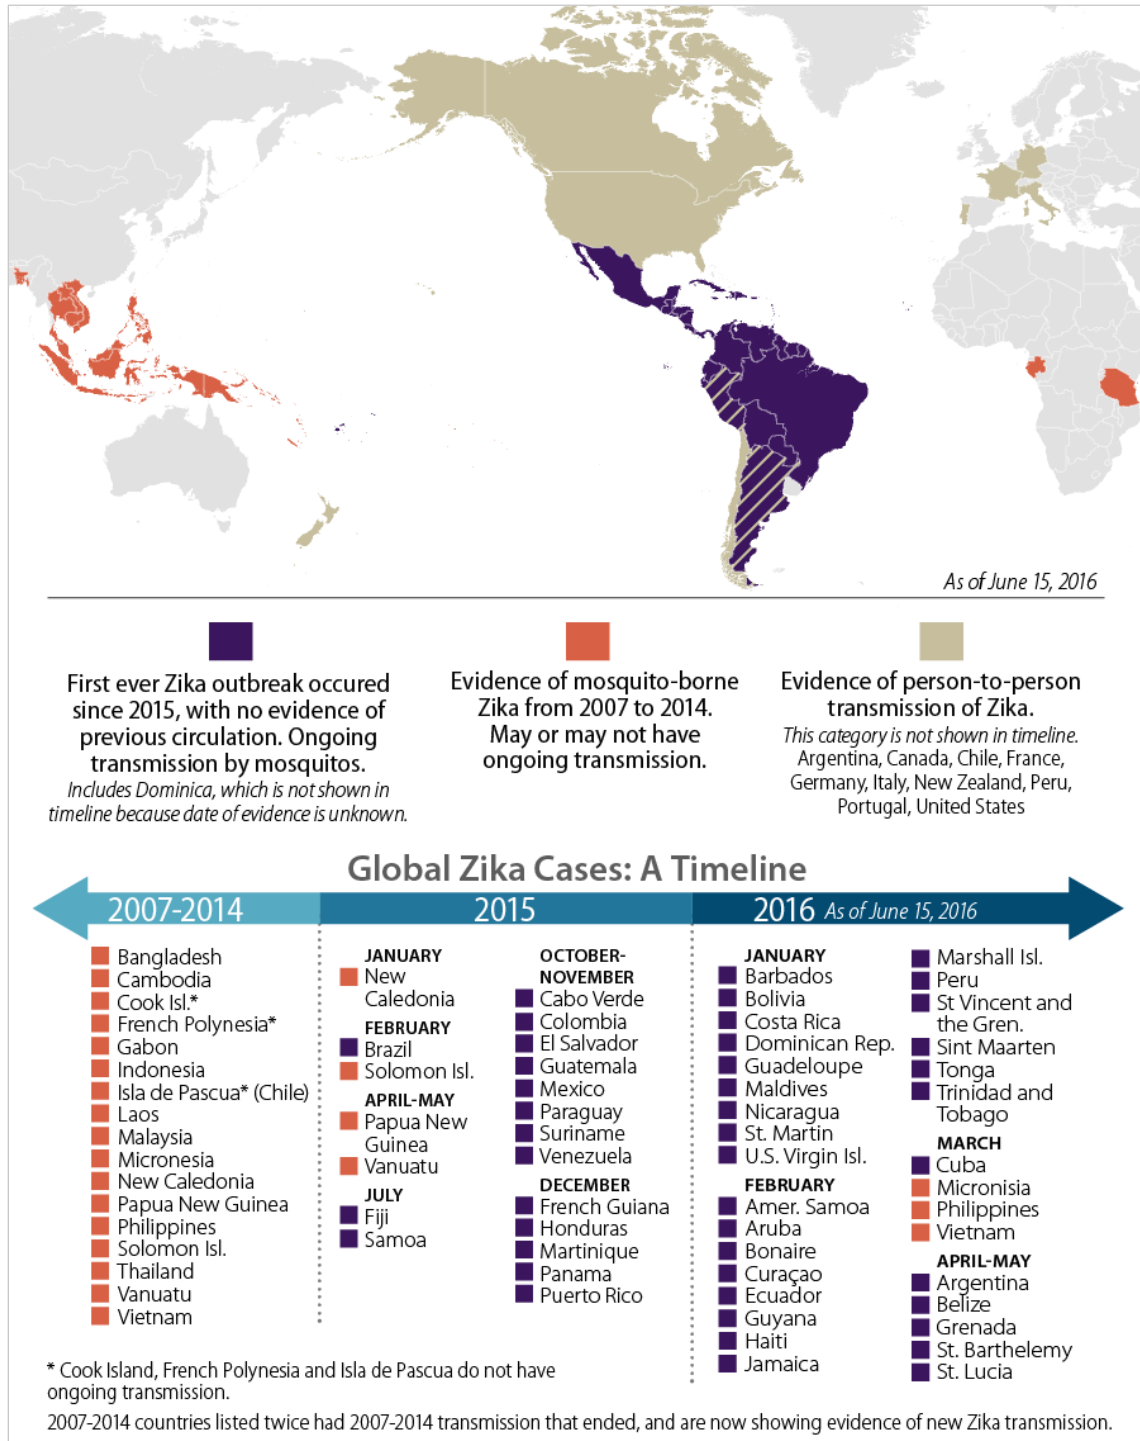 As of June 15, 2016
First ever Zika outbreak occured
since 2015, with no evidence of
previous circulation. Ongoing
transmission by mosquitos.
Includes Dominica, which is not shown in
timeline because date of evidence is unknown.
Evidence of mosquito-borne
Zika from 2007 to 2014.
May or may not have
ongoing transmission.
Evidence of person-to-person
transmission of Zika.
This category is not shown in timeline.
Argentina, Canada, Chile, France,
Germany, Italy, New Zealand, Peru,
Portugal, United States
Global Zika Cases: A Timeline
2007-2014
Bangladesh
Cambodia
Cook Isl.*
French Polynesia*
Gabon
Indonesia
Isla de Pascua* (Chile)
Laos
Malaysia
Micronesia
New Caledonia
Papua New Guinea
Philippines
Solomon Isl.
Thailand
Vanuatu
Vietnam
2015
JANUARY
New
Caledonia
FEBRUARY
Brazil
Solomon Isl.
APRIL-MAY
Papua New
Guinea
Vanuatu
JULY
Fiji
Samoa
OCTOBER-
NOVEMBER
Cabo Verde
Colombia
El Salvador
Guatemala
Mexico
Paraguay
Suriname
Venezuela
DECEMBER
French Guiana
Honduras
Martinique
Panama
Puerto Rico
2016 As of June 15, 2016
JANUARY
Barbados
Bolivia
Costa Rica
Dominican Rep.
Guadeloupe
Maldives
Nicaragua
St. Martin
U.S. Virgin Isl.
FEBRUARY
Amer. Samoa
Aruba
Bonaire
Curaçao
Ecuador
Guyana
Haiti
Jamaica
Marshall Isl.
Peru
St Vincent and
the Gren.
Sint Maarten
Tonga
Trinidad and
Tobago
MARCH
Cuba
Micronisia
Philippines
Vietnam
APRIL-MAY
Argentina
Belize
Grenada
St. Barthelemy
St. Lucia
* Cook Island, French Polynesia and Isla de Pascua do not have
ongoing transmission.
2007-2014 countries listed twice had 2007-2014 transmission that ended, and are now showing evidence of new Zika transmission.